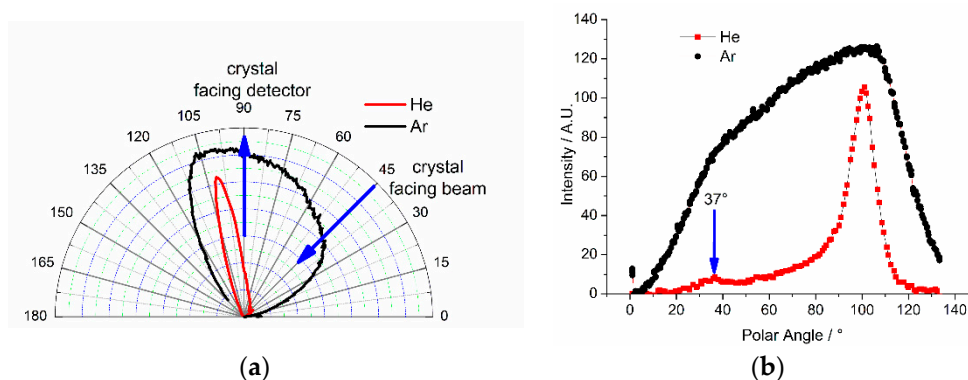 crystal
facing detector
He
Ar
90
105
75
120
60
135
45
crystal
facing beam
150
30
165
15
180
0
(a)
140
120
100
80
60
40
20
0
Intensity / A.U.
He
Ar
37°
0 20 40 60 80 100 120 140
Polar Angle / °
(b)